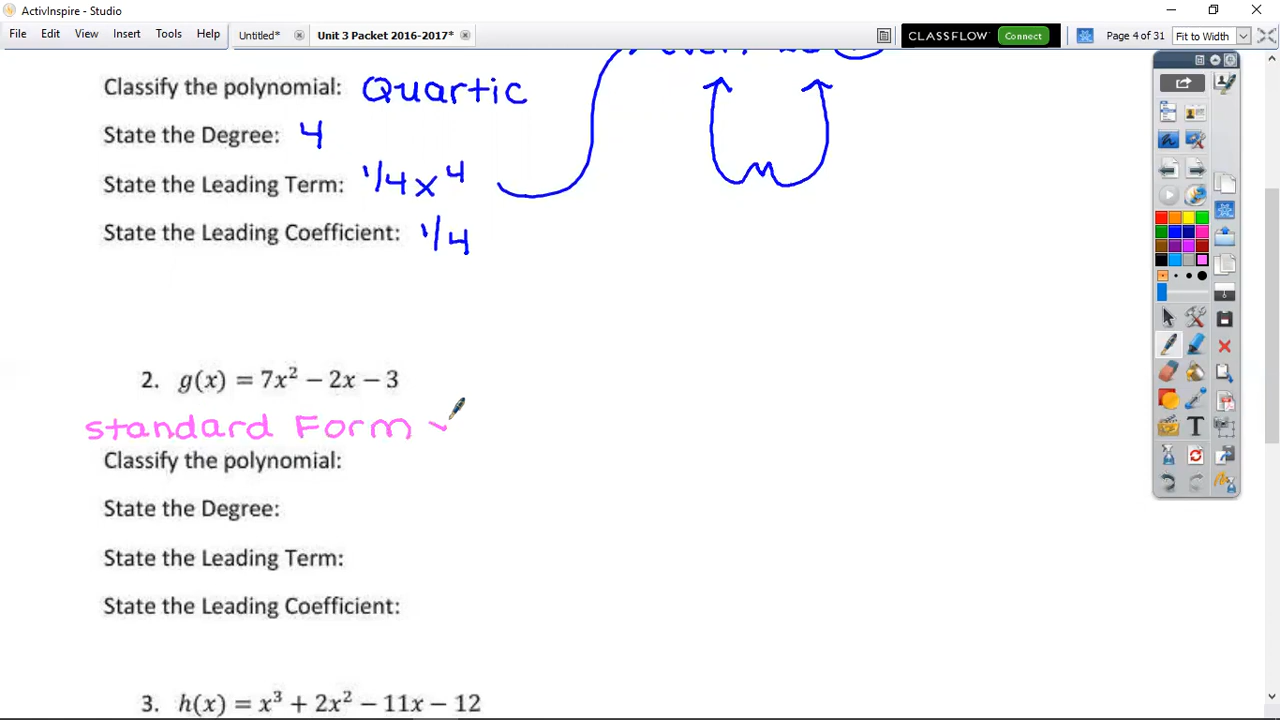 ActivInspire - Studio
File Edit View Insert Tools Help Untitled* Unit 3 Packet 2016-2017* CLASSFLOW Connect Page 4 of 31 Fit to Width
Classify the polynomial: Quartic
State the Degree: 4
State the Leading Term: 1/4x⁴
State the Leading Coefficient: 1/4
2. g(x) = 7x² − 2x − 3
standard Form
Classify the polynomial:
State the Degree:
State the Leading Term:
State the Leading Coefficient:
3. h(x) = x³ + 2x² − 11x − 12